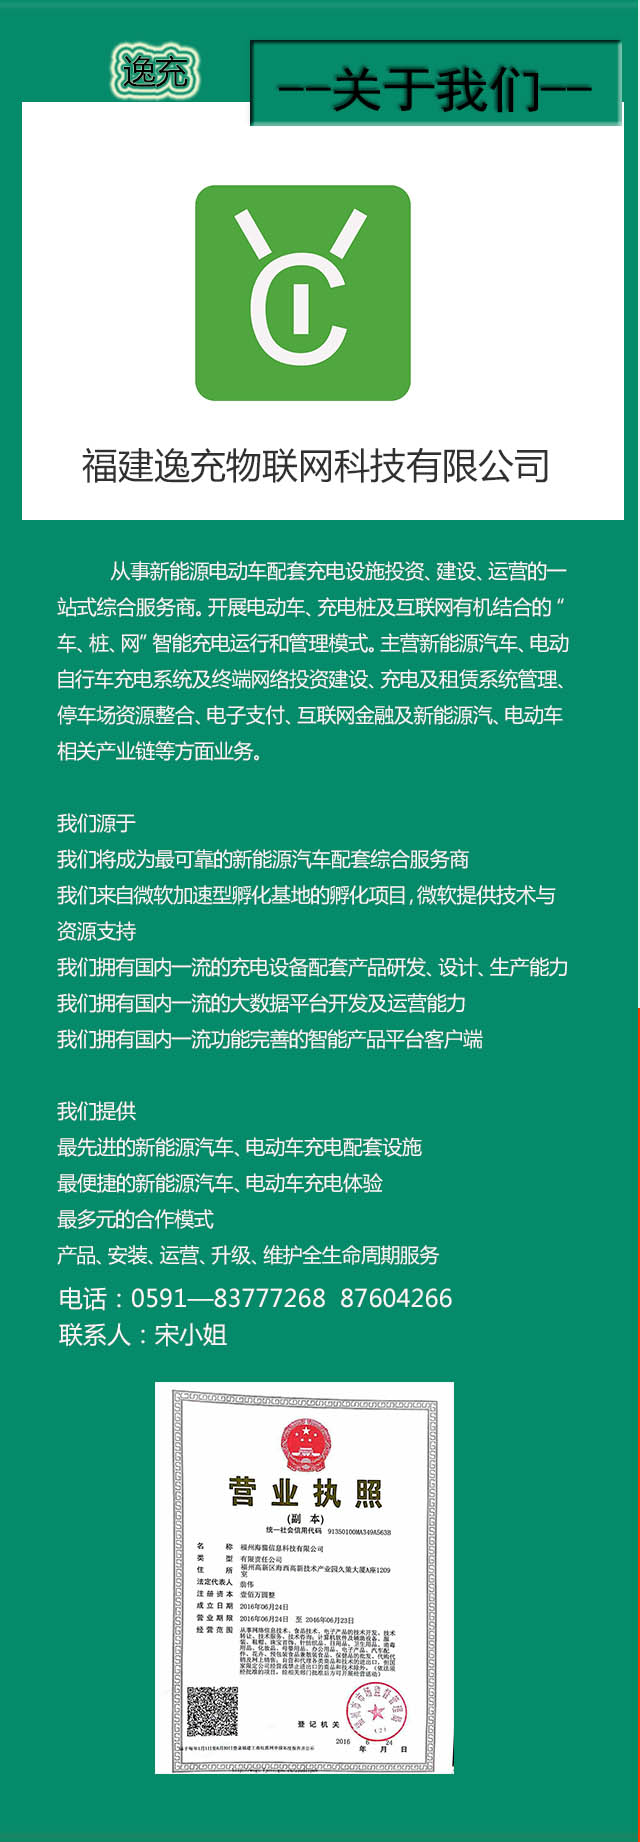 逸充
--关于我们--
福建逸充物联网科技有限公司
从事新能源电动车配套充电设施投资、建设、运营的一
站式综合服务商。开展电动车、充电桩及互联网有机结合的“
车、桩、网”智能充电运行和管理模式。主营新能源汽车、电动
自行车充电系统及终端网络投资建设、充电及租赁系统管理、
停车场资源整合、电子支付、互联网金融及新能源汽、电动车
相关产业链等方面业务。
我们源于
我们将成为最可靠的新能源汽车配套综合服务商
我们来自微软加速型孵化基地的孵化项目,微软提供技术与
资源支持
我们拥有国内一流的充电设备配套产品研发、设计、生产能力
我们拥有国内一流的大数据平台开发及运营能力
我们拥有国内一流功能完善的智能产品平台客户端
我们提供
最先进的新能源汽车、电动车充电配套设施
最便捷的新能源汽车、电动车充电体验
最多元的合作模式
产品、安装、运营、升级、维护全生命周期服务
电话：0591—83777268 87604266
联系人：宋小姐
营业执照
(副 本)
统一社会信用代码 91350100MA349A563B
名 称 福州海猫信息科技有限公司
类 型 有限责任公司
住 所 福州高新区海西高新技术产业园久策大厦A座1209
室
法定代表人 翁伟
注册资本 壹佰万圆整
成立日期 2016年06月24日
营业期限 2016年06月24日 至 2046年06月23日
经营范围
登记机关
2016 6 24
年 月 日